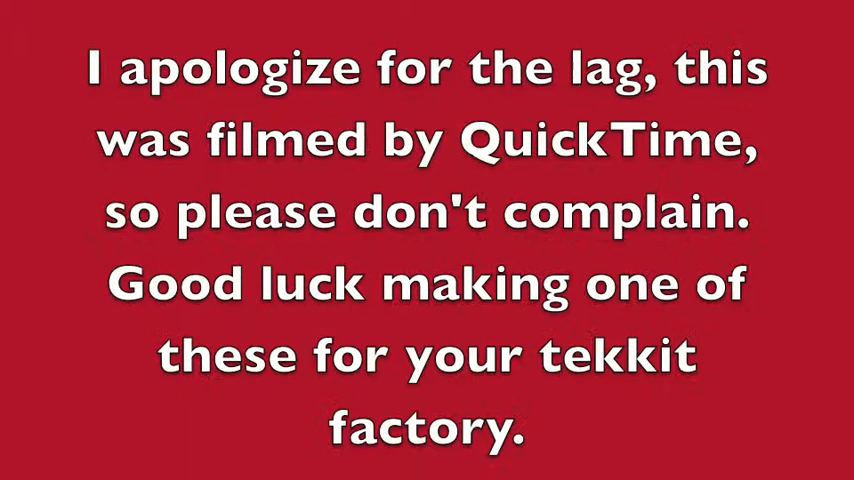 I apologize for the lag, this
was filmed by QuickTime,
so please don't complain.
Good luck making one of
these for your tekkit
factory.